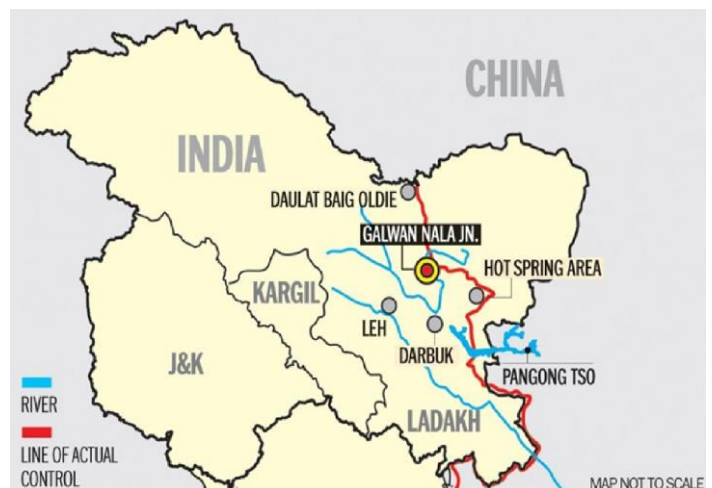 CHINA
INDIA
DAULAT BAIG OLDIE
GALWAN NALA JN.
HOT SPRING AREA
KARGIL
LEH
DARBUK
J&K
PANGONG TSO
RIVER
LADAKH
LINE OF ACTUAL
CONTROL
MAP NOT TO SCALE